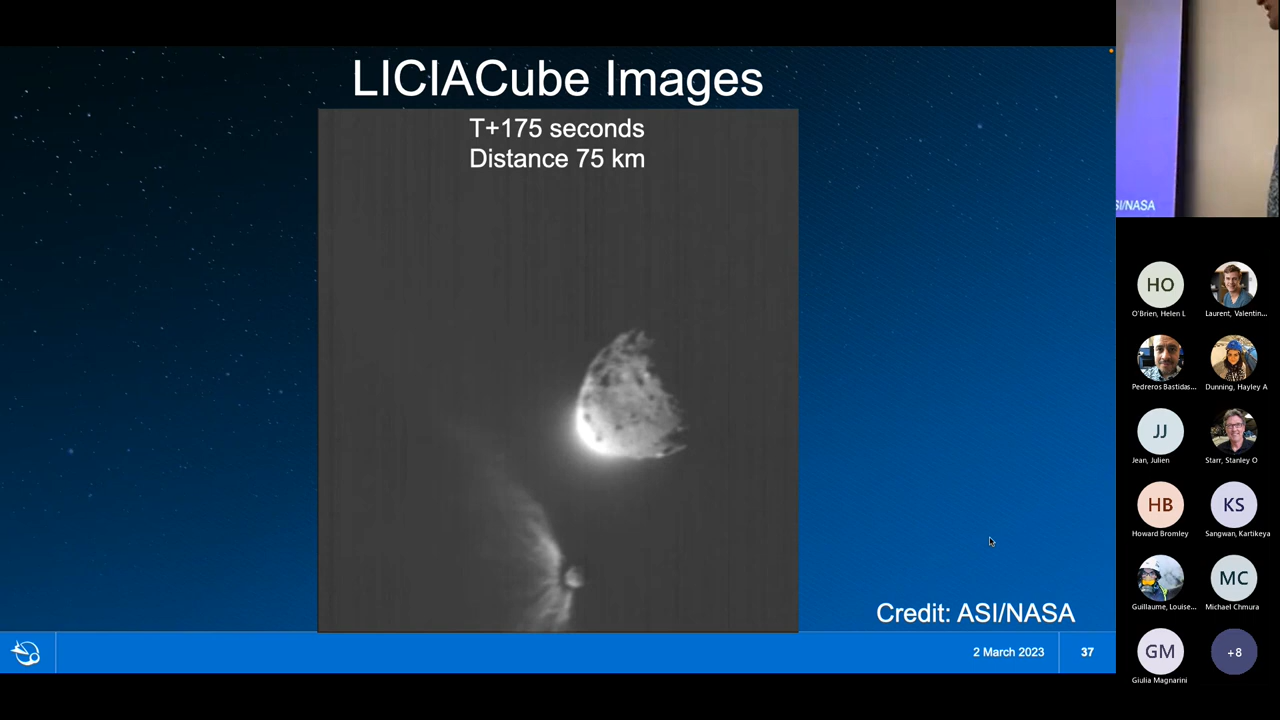 LICIACube Images
T+175 seconds
Distance 75 km
Credit: ASI/NASA
2 March 2023
37
SI/NASA
HO
O'Brien, Helen L
Laurent, Valentin...
Pedreros Bastidas...
Dunning, Hayley A
JJ
Jean, Julien
Starr, Stanley O
HB
Howard Bromley
KS
Sangwan, Kartikeya
Guillaume, Louise...
MC
Michael Chmura
GM
Giulia Magnarini
+8